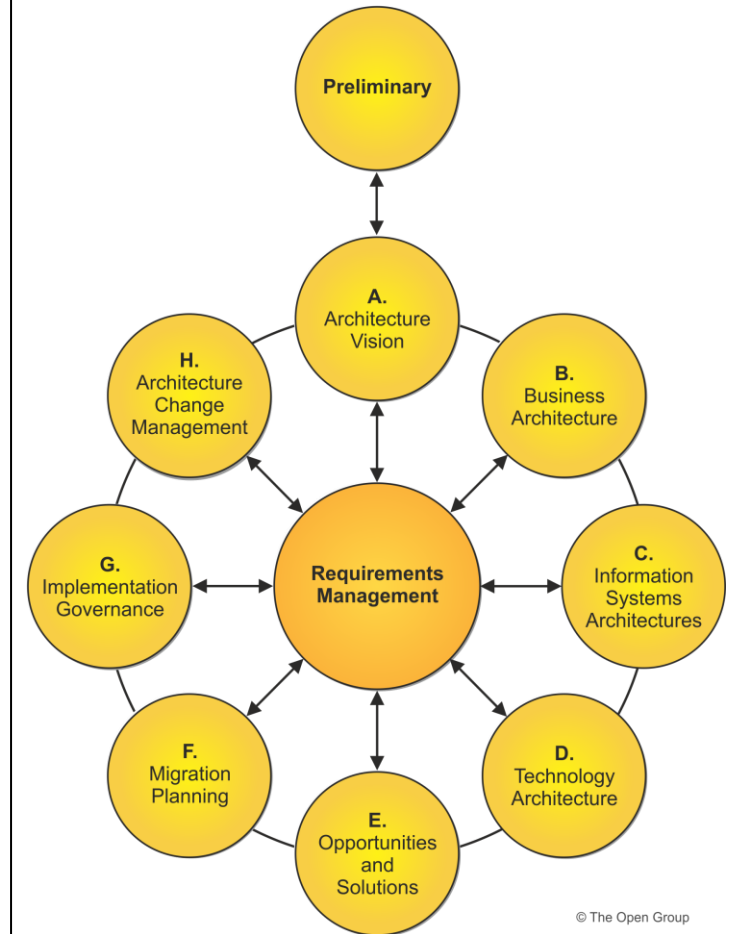 Preliminary
A.
Architecture
Vision
B.
Business
Architecture
C.
Information
Systems
Architectures
D.
Technology
Architecture
E.
Opportunities
and
Solutions
F.
Migration
Planning
G.
Implementation
Governance
H.
Architecture
Change
Management
Requirements
Management
© The Open Group